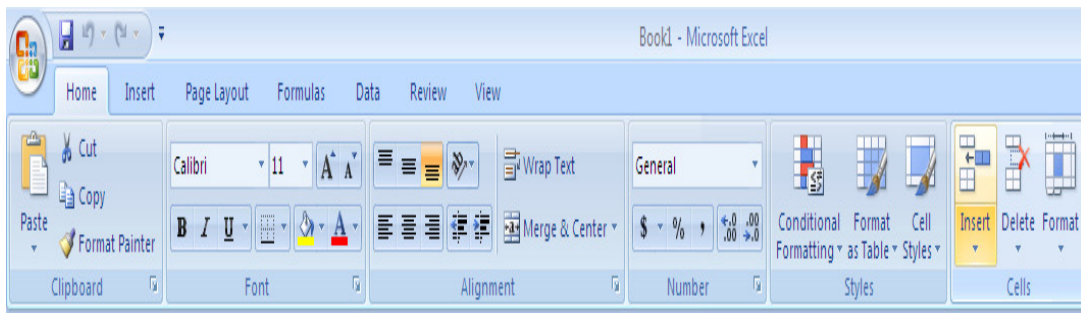 Book1 - Microsoft Excel
Home Insert Page Layout Formulas Data Review View
Paste
Cut
Copy
Format Painter
Clipboard
Calibri 11 A A
B I U A
Font
Wrap Text
Merge & Center
Alignment
General
$ % , .0 .00 .00 .0
Number
Conditional Formatting
Format as Table
Cell Styles
Styles
Insert Delete Format
Cells